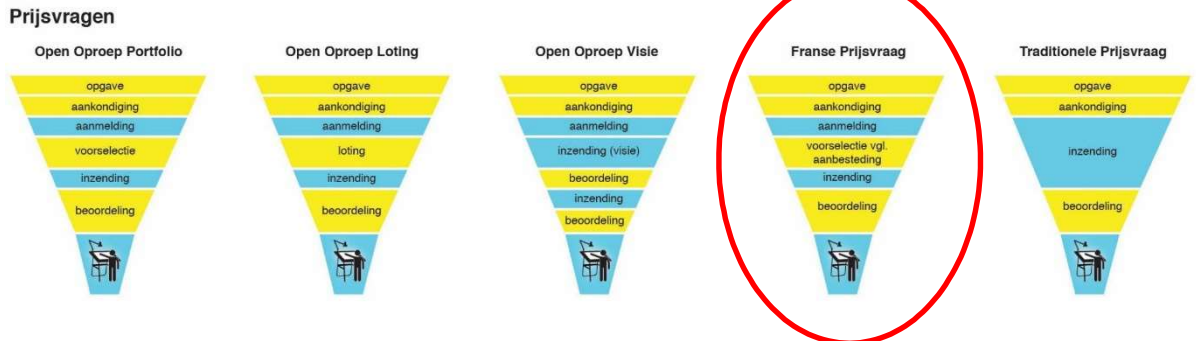 Prijsvragen
Open Oproep Portfolio
opgave
aankondiging
aanmelding
voorselectie
inzending
beoordeling
Open Oproep Loting
opgave
aankondiging
aanmelding
loting
inzending
beoordeling
Open Oproep Visie
opgave
aankondiging
aanmelding
inzending (visie)
beoordeling
inzending
beoordeling
Franse Prijsvraag
opgave
aankondiging
aanmelding
voorselectie vgl.
aanbesteding
inzending
beoordeling
Traditionele Prijsvraag
opgave
aankondiging
inzending
beoordeling